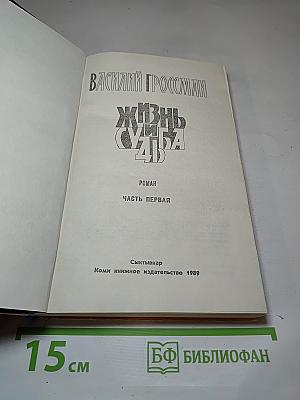 ВАСИЛИЙ ГРОССМАН
ЖИЗНЬ
И
СУДЬБА
РОМАН
ЧАСТЬ ПЕРВАЯ
Сыктывкар
Коми книжное издательство 1989
15 см
БФ БИБЛИОФАН